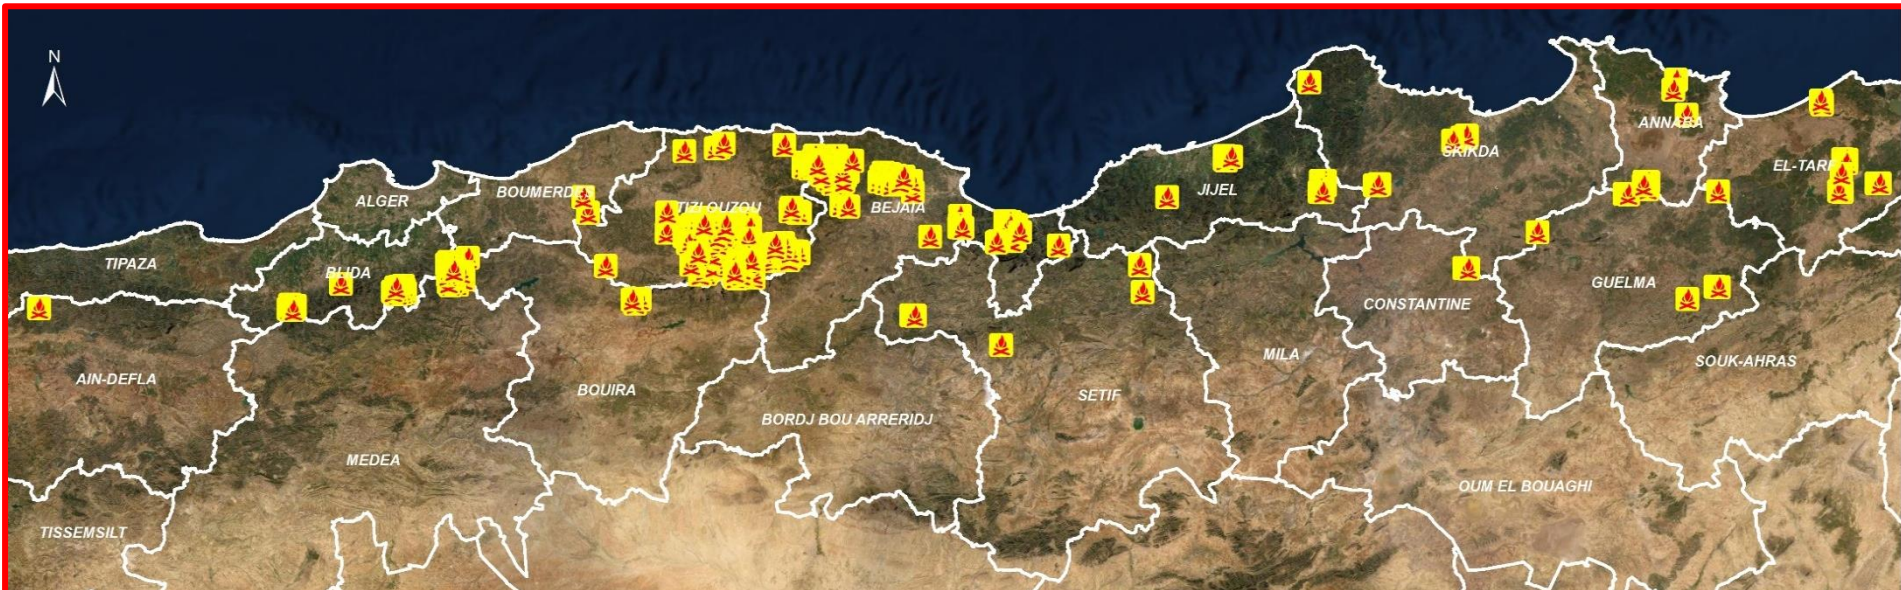 N
ALGER
BOUMERDES
TIZI OUZOU
BEJAIA
JIJEL
SKIKDA
ANNABA
EL-TARF
TIPAZA
BLIDA
GUELMA
CONSTANTINE
AIN-DEFLA
BOUIRA
MILA
SOUK-AHRAS
SETIF
BORDJ BOU ARRERIDJ
MEDEA
OUM EL BOUAGHI
TISSEMSILT